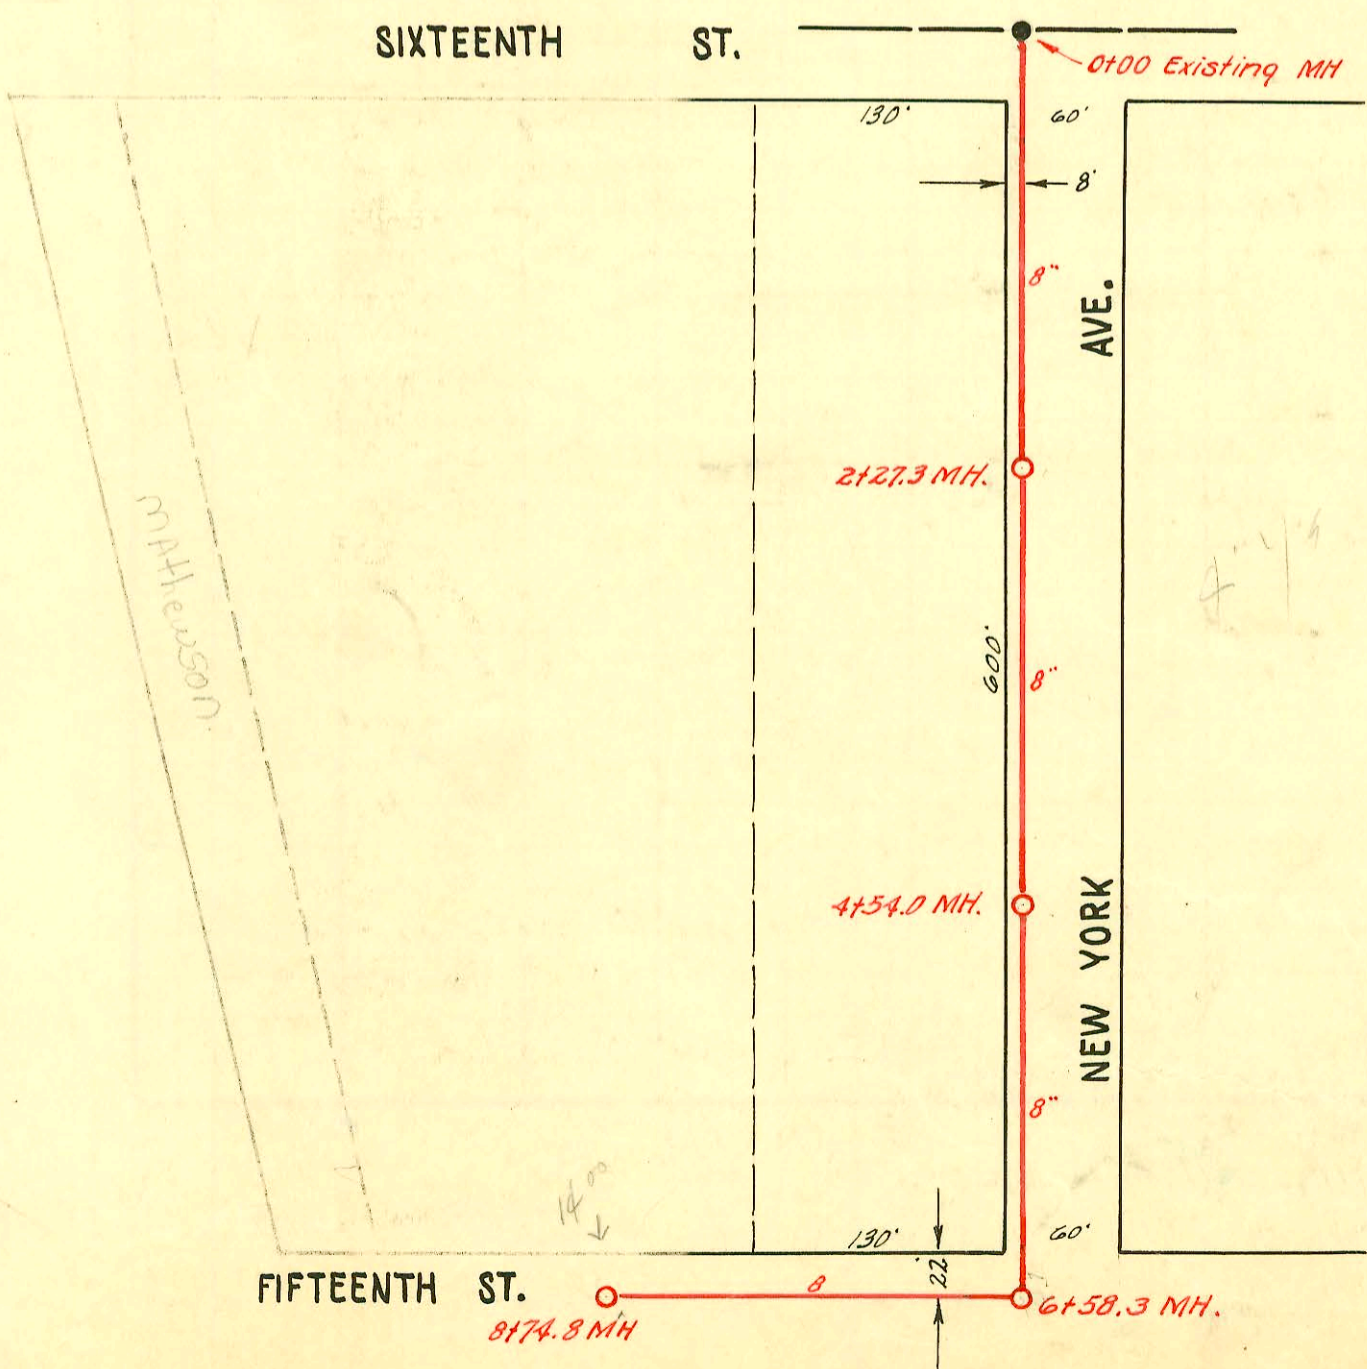 SIXTEENTH ST.
0+00 Existing MH
130'
60'
8'
8"
AVE.
2+27.3 MH.
600'
8"
Mathewson.
4+54.0 MH.
NEW YORK
8"
130'
60'
22'
FIFTEENTH ST.
8
6+58.3 MH.
8+74.8 MH